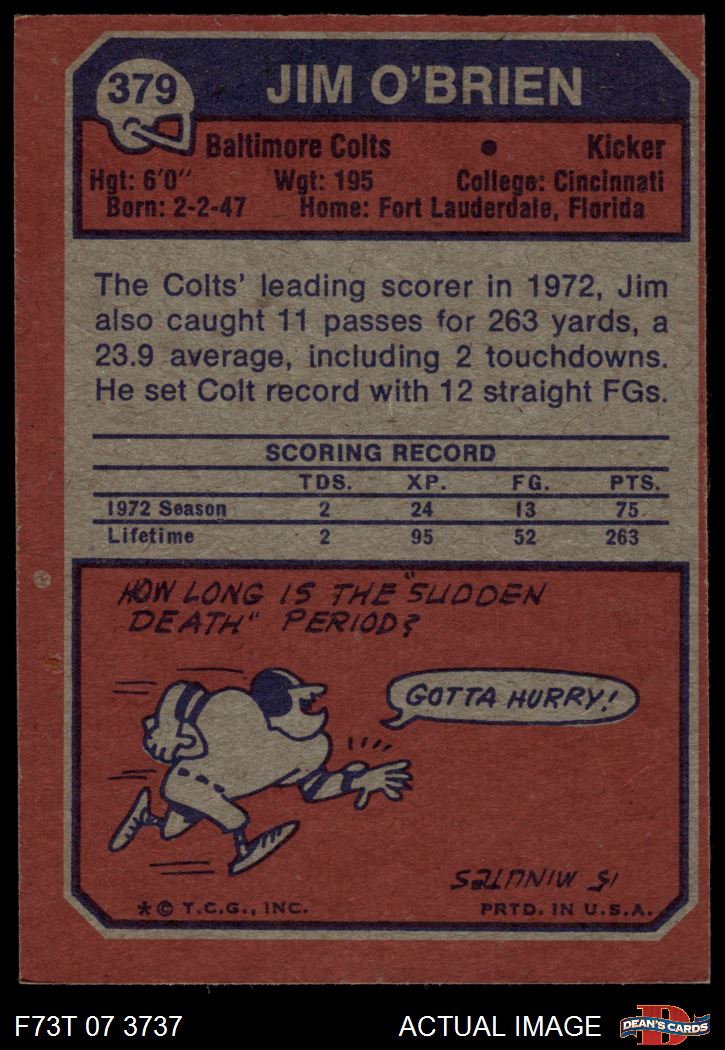 379
JIM O'BRIEN
Baltimore Colts • Kicker
Hgt: 6'0" Wgt: 195 College: Cincinnati
Born: 2-2-47 Home: Fort Lauderdale, Florida
The Colts' leading scorer in 1972, Jim
also caught 11 passes for 263 yards, a
23.9 average, including 2 touchdowns.
He set Colt record with 12 straight FGs.
SCORING RECORD
TDS. XP. FG. PTS.
1972 Season 2 24 13 75
Lifetime 2 95 52 263
HOW LONG IS THE "SUDDEN
DEATH" PERIOD?
GOTTA HURRY!
15 MINUTES
* © T.C.G., INC. PRTD. IN U.S.A.
F73T 07 3737 ACTUAL IMAGE
D
DEAN'S CARDS